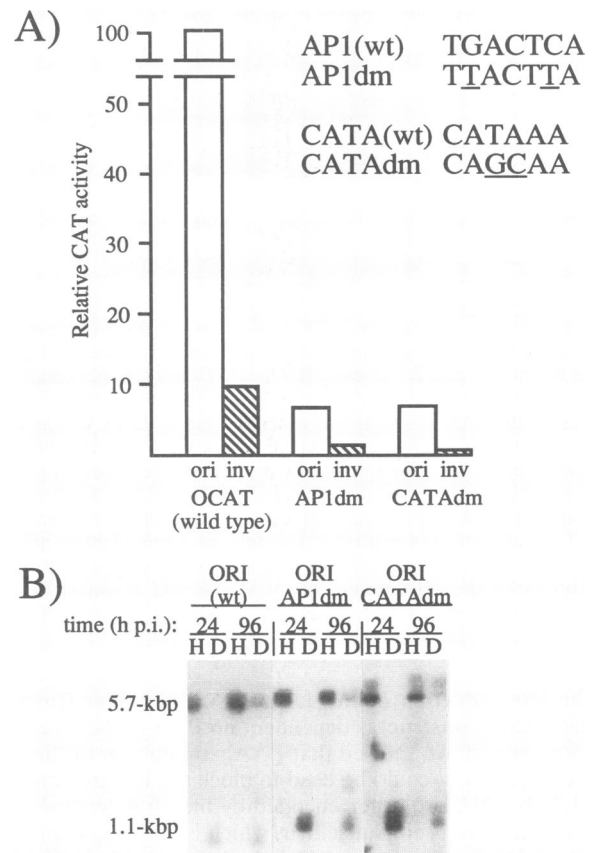 A)
100
50
40
30
20
10
Relative CAT activity
AP1(wt) TGACTCA
AP1dm TTACTTA
CATA(wt) CATAAA
CATAdm CAGCAA
ori inv ori inv ori inv
OCAT AP1dm CATAdm
(wild type)
B)
ORI ORI ORI
(wt) AP1dm CATAdm
time (h p.i.): 24 96 24 96 24 96
H D H D H D H D H D H D
5.7-kbp
1.1-kbp